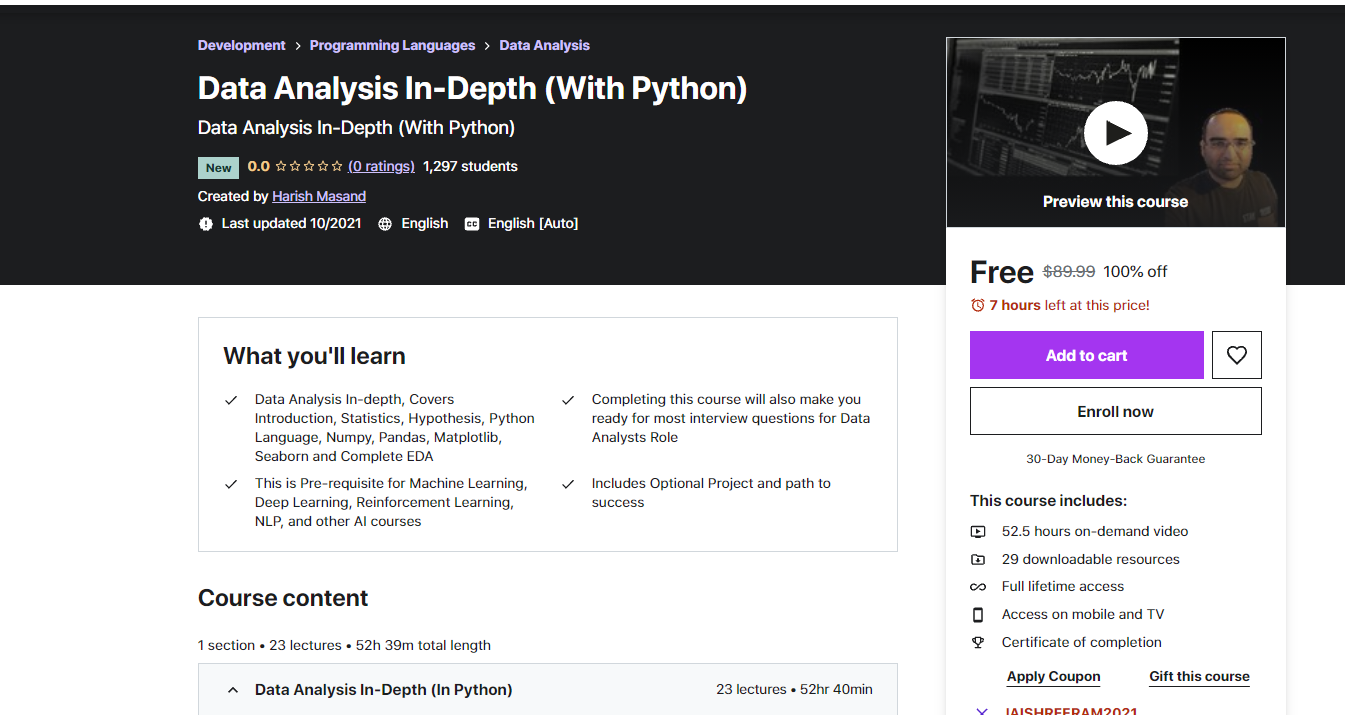 Development > Programming Languages > Data Analysis
Data Analysis In-Depth (With Python)
Data Analysis In-Depth (With Python)
New 0.0 (0 ratings) 1,297 students
Created by Harish Masand
Last updated 10/2021 English English [Auto]
Preview this course
Free $89.99 100% off
7 hours left at this price!
Add to cart
Enroll now
30-Day Money-Back Guarantee
This course includes:
52.5 hours on-demand video
29 downloadable resources
Full lifetime access
Access on mobile and TV
Certificate of completion
Apply Coupon Gift this course
JAISHREERAM2021
What you'll learn
Data Analysis In-depth, Covers
Introduction, Statistics, Hypothesis, Python
Language, Numpy, Pandas, Matplotlib,
Seaborn and Complete EDA
This is Pre-requisite for Machine Learning,
Deep Learning, Reinforcement Learning,
NLP, and other AI courses
Completing this course will also make you
ready for most interview questions for Data
Analysts Role
Includes Optional Project and path to
success
Course content
1 section • 23 lectures • 52h 39m total length
Data Analysis In-Depth (In Python) 23 lectures • 52hr 40min